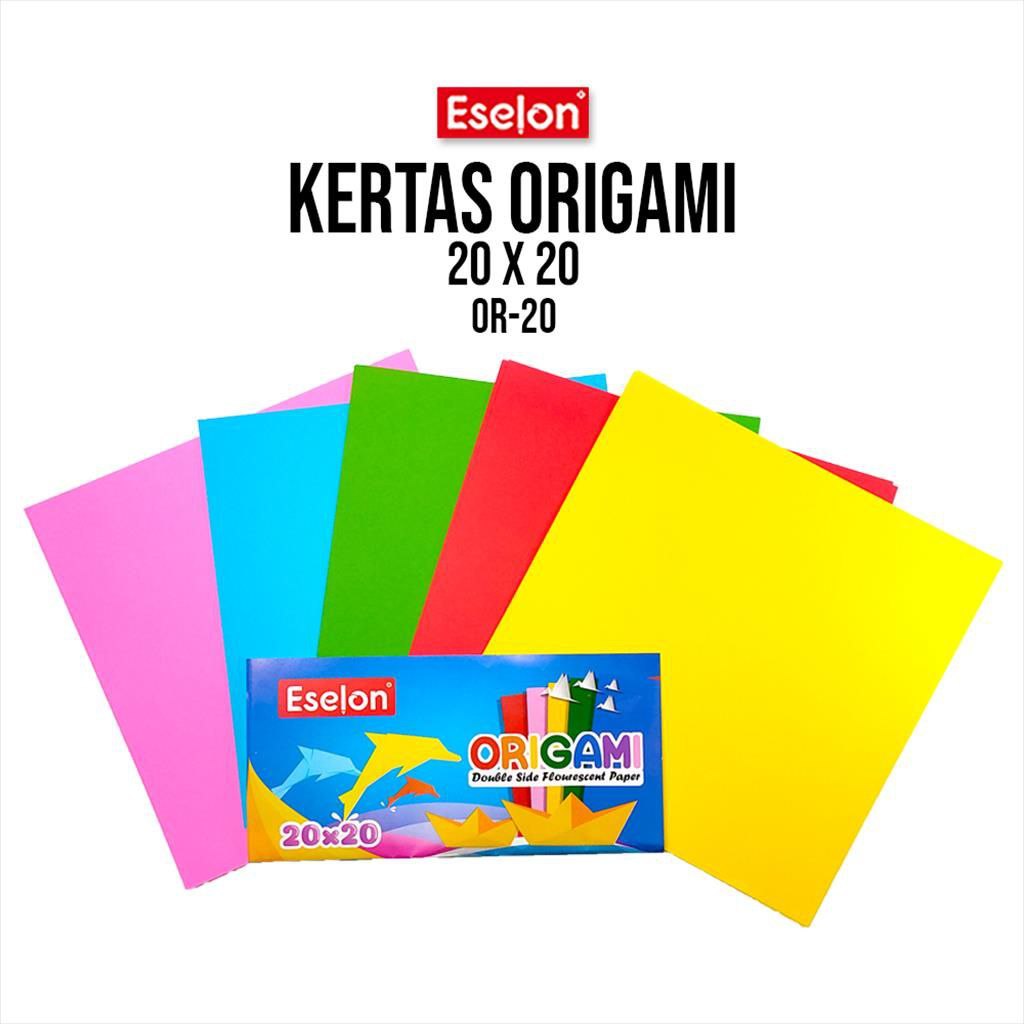 Eselon
KERTAS ORIGAMI
20 X 20
OR-20
Eselon
ORIGAMI
Double Side Flourescent Paper
20x20